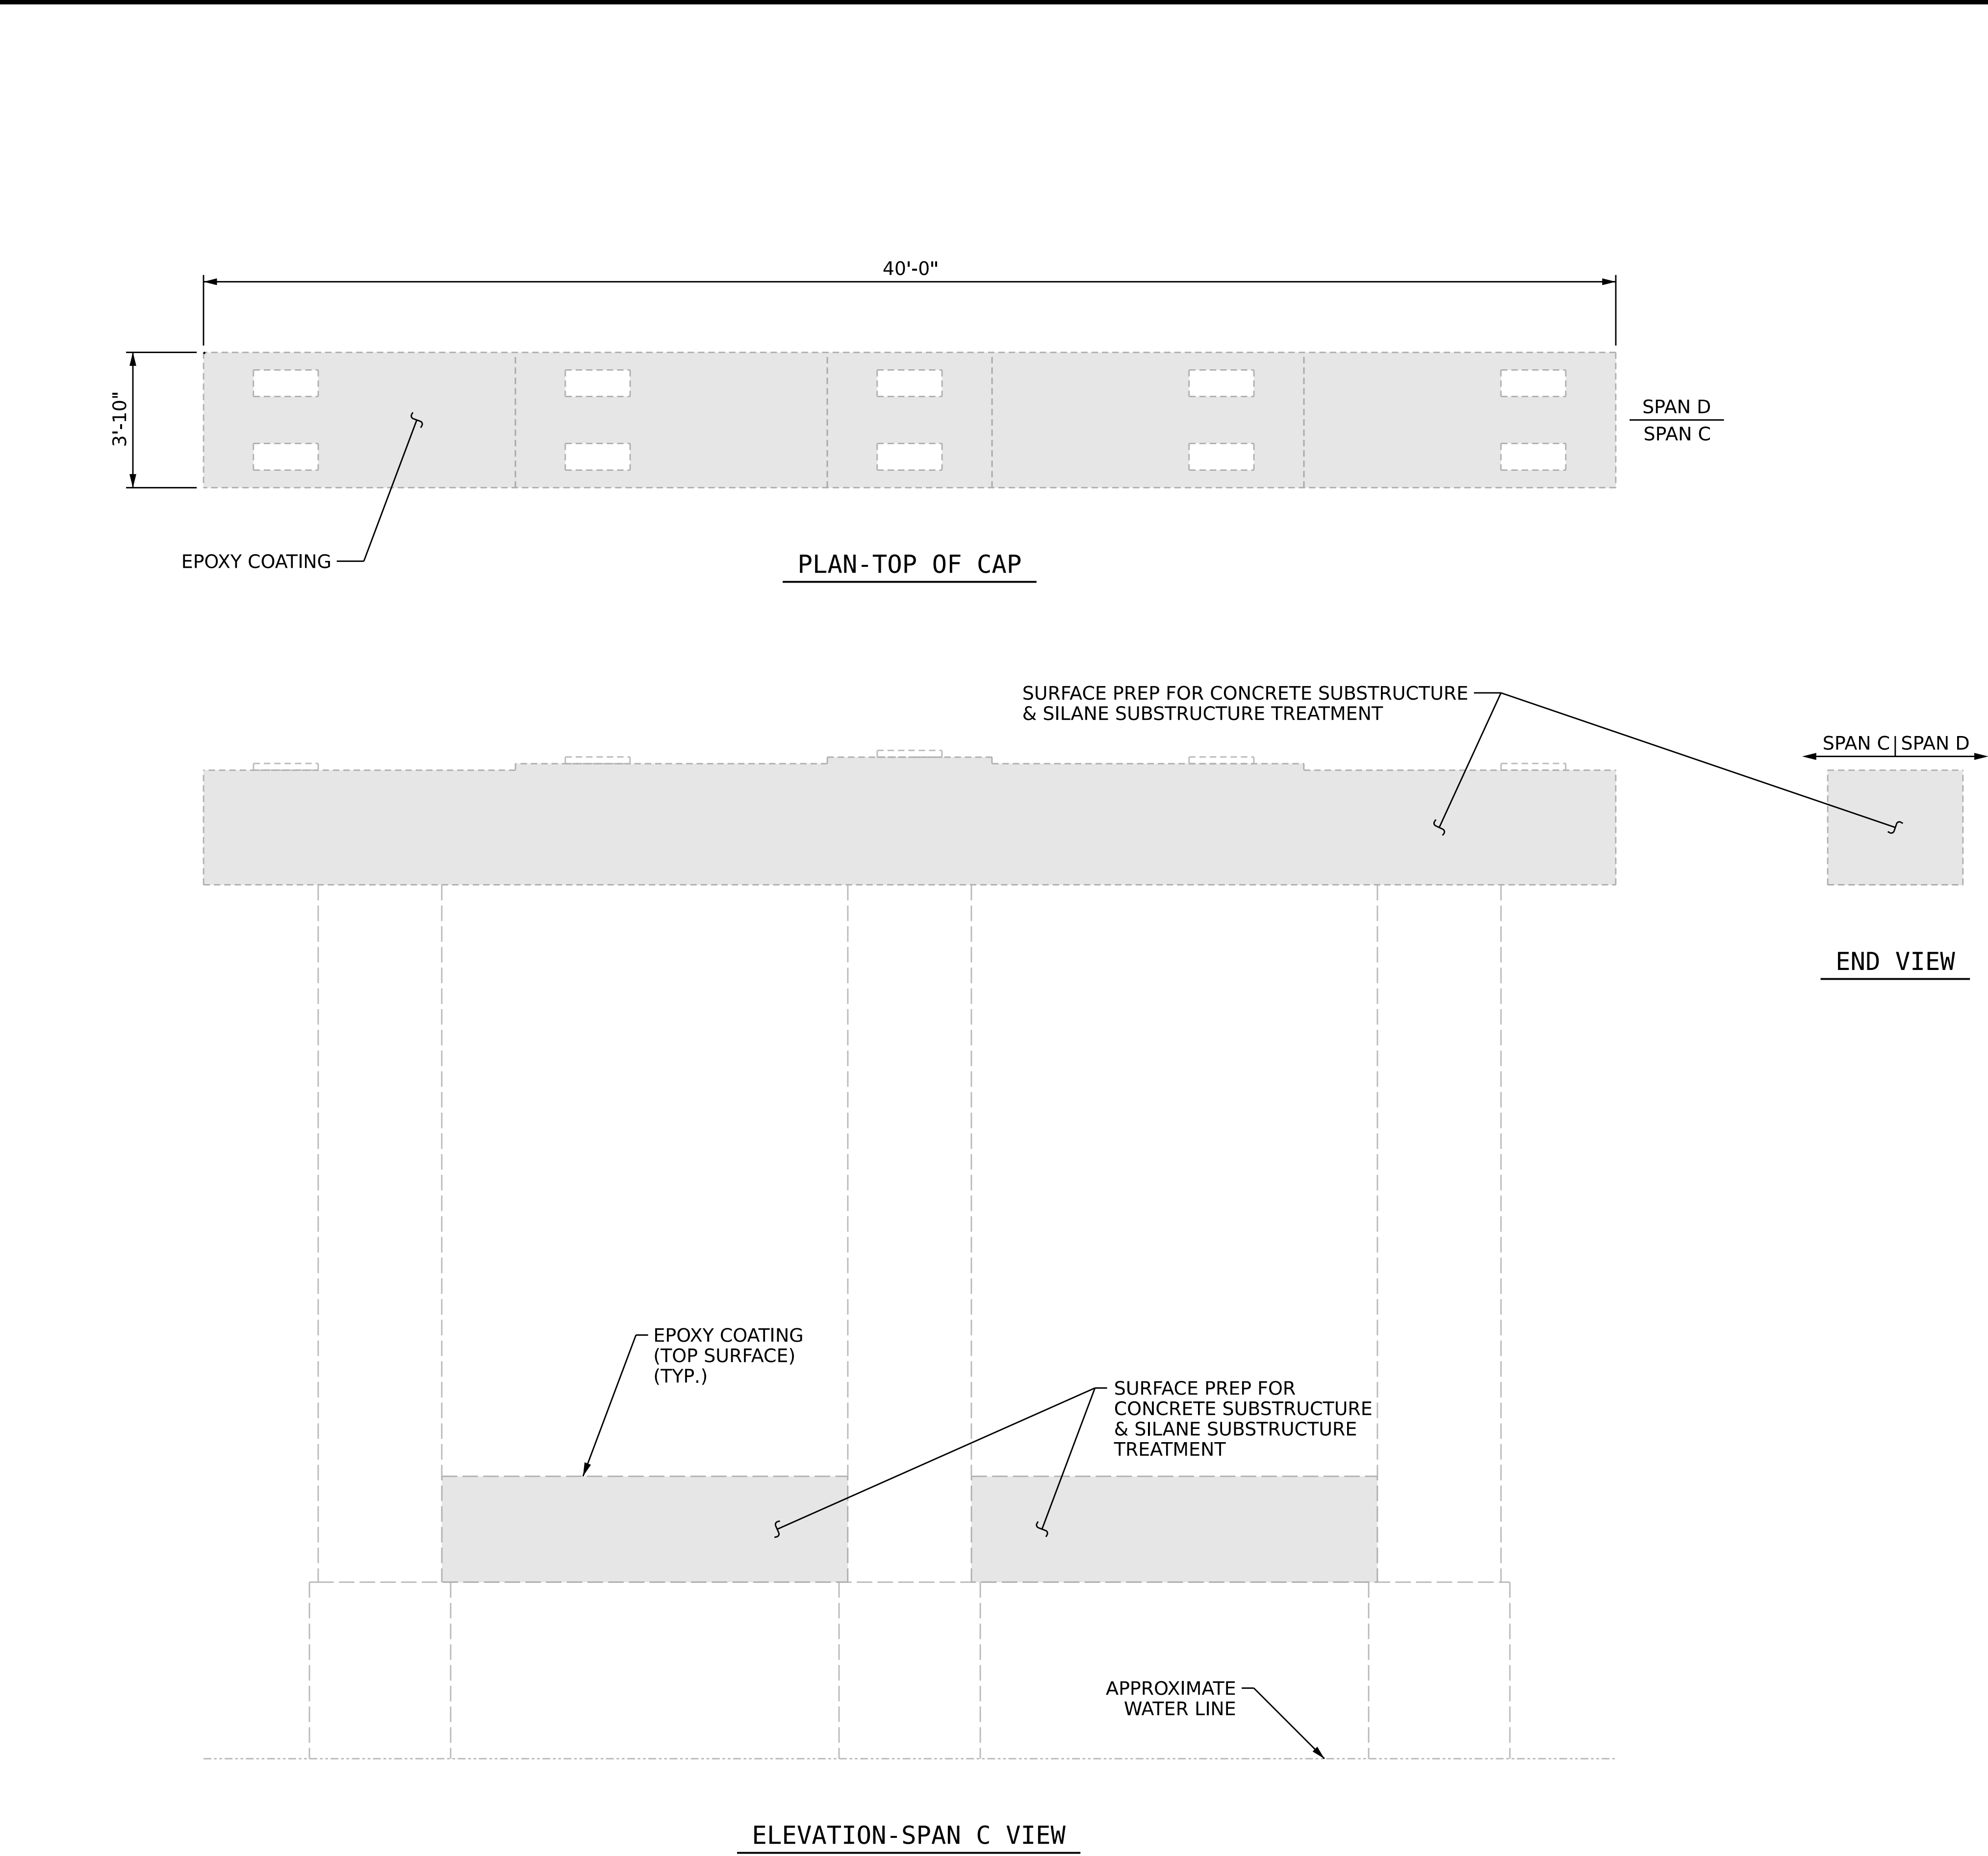 40'-0"
3'-10"
SPAN D
SPAN C
EPOXY COATING
PLAN-TOP OF CAP
SURFACE PREP FOR CONCRETE SUBSTRUCTURE
& SILANE SUBSTRUCTURE TREATMENT
SPAN C SPAN D
END VIEW
EPOXY COATING
(TOP SURFACE)
(TYP.)
SURFACE PREP FOR
CONCRETE SUBSTRUCTURE
& SILANE SUBSTRUCTURE
TREATMENT
APPROXIMATE
WATER LINE
ELEVATION-SPAN C VIEW